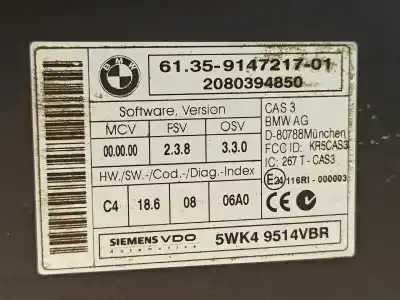 BMW
61.35-9147217-01
2080394850
Software, Version
MCV FSV OSV
00.00.00 2.3.8 3.3.0
HW./SW.-/Cod.-/Diag.-Index
C4 18.6 08 06A0
CAS 3
BMW AG
D-80788München
FCC ID: KR5CAS3
IC: 267 T - CAS3
E24 116RI - 000003
CE
SIEMENS VDO
Automotive
5WK4 9514VBR